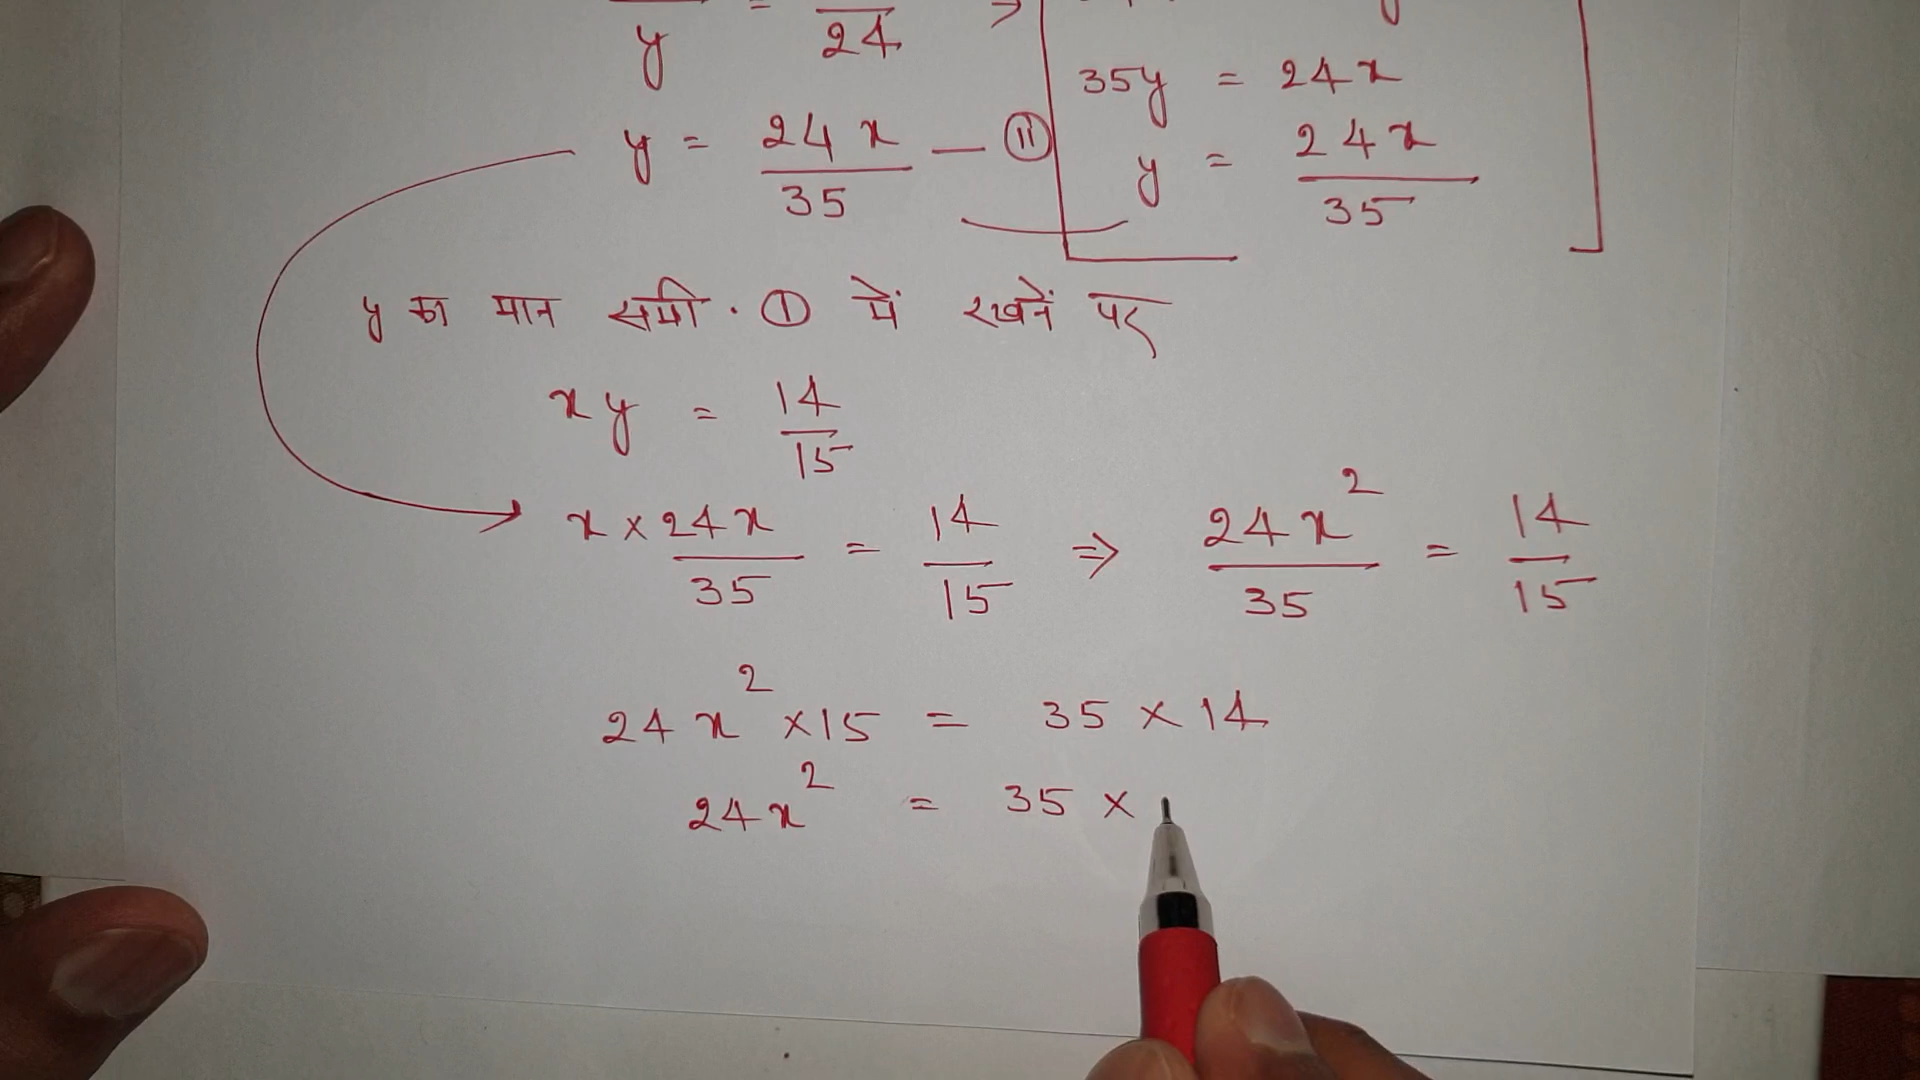 y = 24
35y = 24x
y = 24x/35 — (ii)
y = 24x/35
y का मान समी. ① में रखनें पर
xy = 14/15
x × 24x/35 = 14/15 ⇒ 24x²/35 = 14/15
24x² × 15 = 35 × 14
24x² = 35 ×